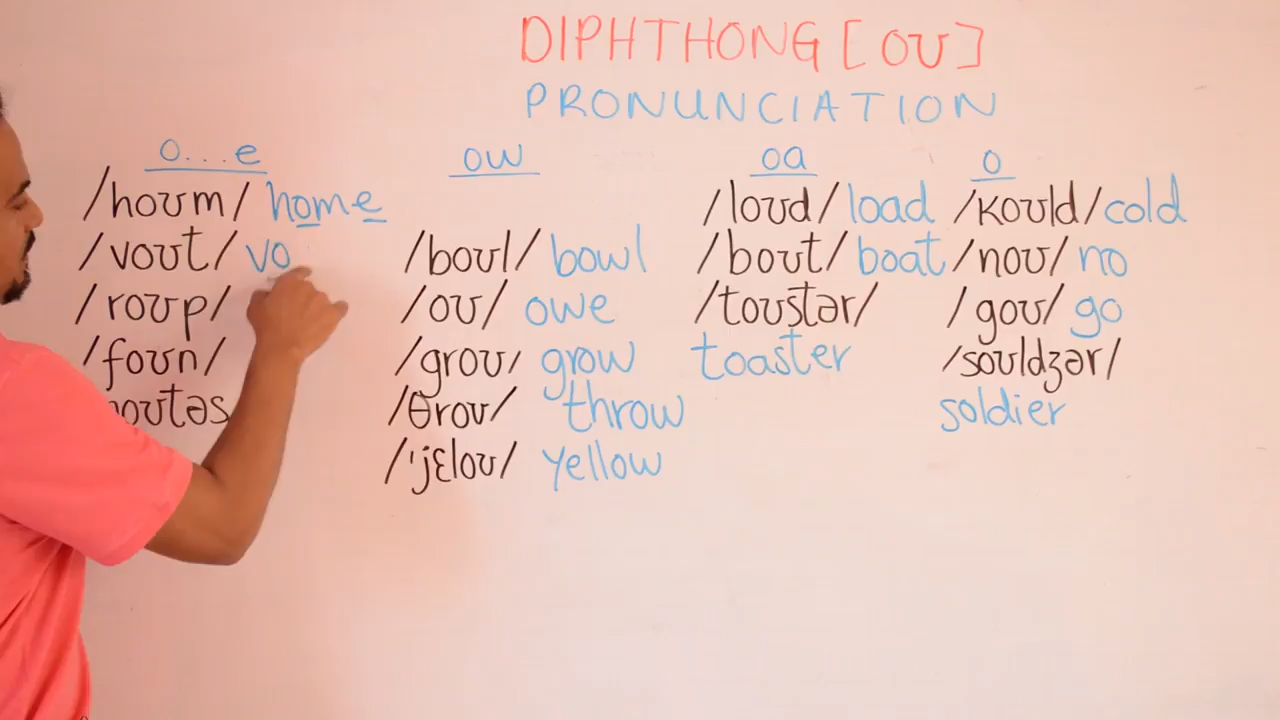 DIPHTHONG [oʊ]
PRONUNCIATION
o...e
/hoʊm/ home
/voʊt/ vo
/roʊp/
/foʊn/
oʊtəs
ow
/boʊl/ bowl
/oʊ/ owe
/groʊ/ grow
/θroʊ/ throw
/ˈjɛloʊ/ yellow
oa
/loʊd/ load
/boʊt/ boat
/toʊstər/
toaster
o
/koʊld/ cold
/noʊ/ no
/goʊ/ go
/soʊldʒər/
soldier